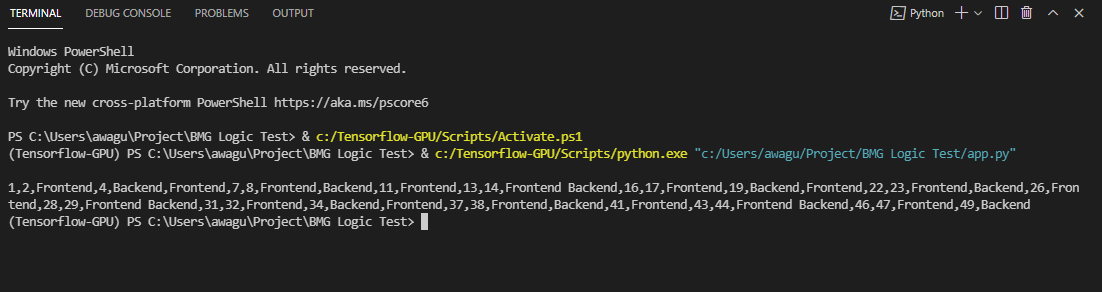 TERMINAL DEBUG CONSOLE PROBLEMS OUTPUT Python
Windows PowerShell
Copyright (C) Microsoft Corporation. All rights reserved.
Try the new cross-platform PowerShell https://aka.ms/pscore6
PS C:\Users\awagu\Project\BMG Logic Test> & c:/Tensorflow-GPU/Scripts/Activate.ps1
(Tensorflow-GPU) PS C:\Users\awagu\Project\BMG Logic Test> & c:/Tensorflow-GPU/Scripts/python.exe "c:/Users/awagu/Project/BMG Logic Test/app.py"
1,2,Frontend,4,Backend,Frontend,7,8,Frontend,Backend,11,Frontend,13,14,Frontend Backend,16,17,Frontend,19,Backend,Frontend,22,23,Frontend,Backend,26,Fron
tend,28,29,Frontend Backend,31,32,Frontend,34,Backend,Frontend,37,38,Frontend,Backend,41,Frontend,43,44,Frontend Backend,46,47,Frontend,49,Backend
(Tensorflow-GPU) PS C:\Users\awagu\Project\BMG Logic Test>